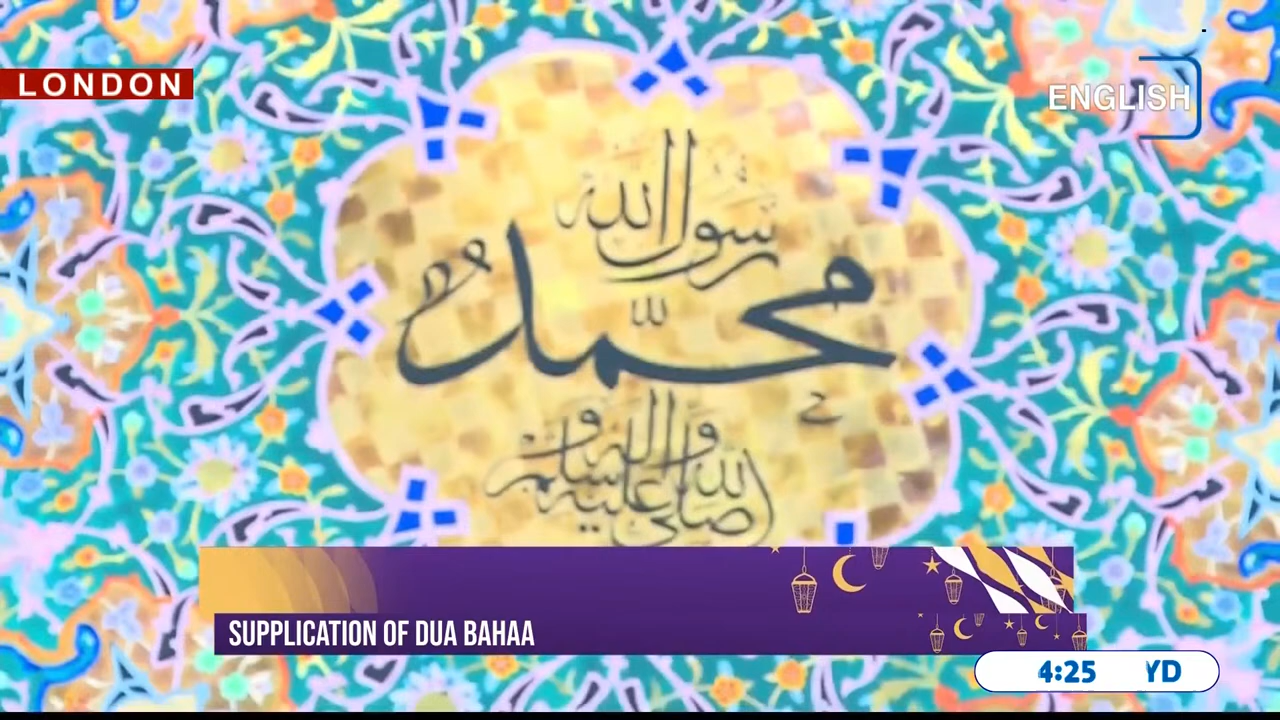 LONDON
ENGLISH
رسول الله
محمد
صلى الله عليه وآله وسلم
SUPPLICATION OF DUA BAHAA
4:25 YD